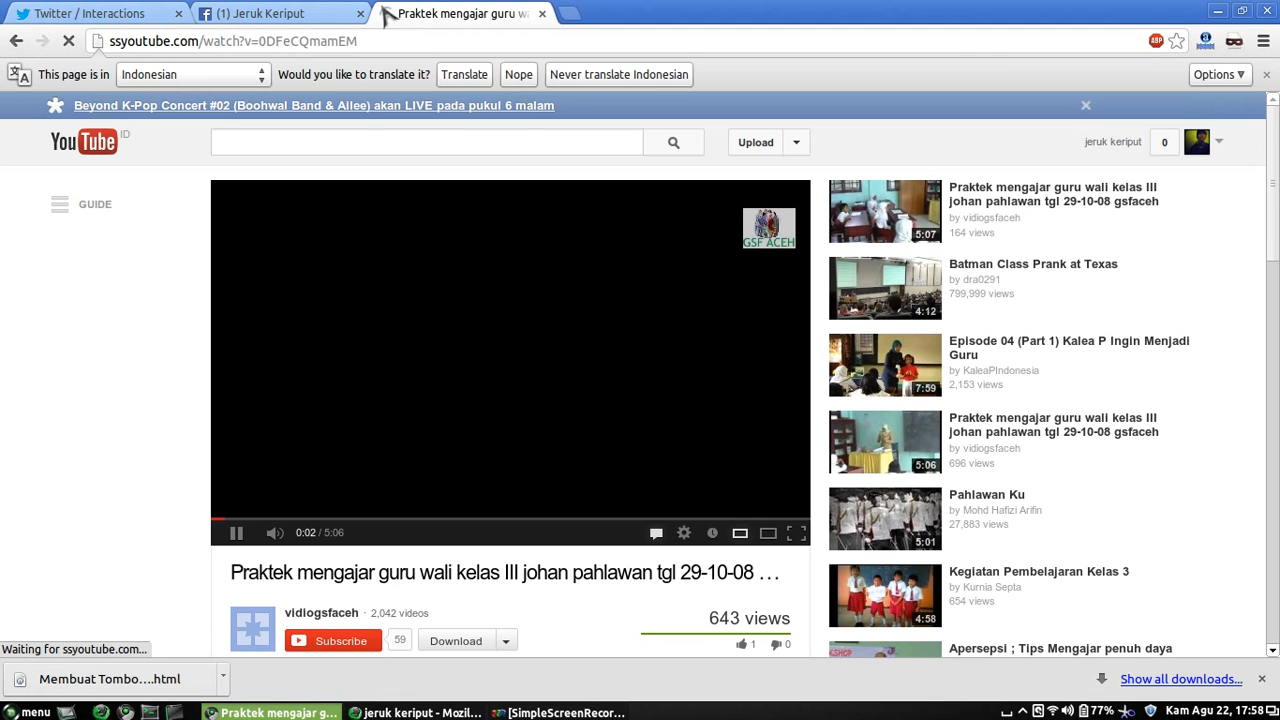 Twitter / Interactions
(1) Jeruk Keriput
Praktek mengajar guru wa
ssyoutube.com/watch?v=0DFeCQmamEM
ABP
This page is in
Indonesian
Would you like to translate it?
Translate
Nope
Never translate Indonesian
Options
Beyond K-Pop Concert #02 (Boohwal Band & Ailee) akan LIVE pada pukul 6 malam
YouTube ID
Upload
jeruk keriput
0
GUIDE
GSF ACEH
0:02 / 5:06
Praktek mengajar guru wali kelas III johan pahlawan tgl 29-10-08 …
vidiogsfaceh · 2,042 videos
Subscribe
59
Download
643 views
1
0
Praktek mengajar guru wali kelas III
johan pahlawan tgl 29-10-08 gsfaceh
by vidiogsfaceh
164 views
5:07
Batman Class Prank at Texas
by dra0291
799,999 views
4:12
Episode 04 (Part 1) Kalea P Ingin Menjadi
Guru
by KaleaPIndonesia
2,153 views
7:59
Praktek mengajar guru wali kelas III
johan pahlawan tgl 29-10-08 gsfaceh
by vidiogsfaceh
696 views
5:06
Pahlawan Ku
by Mohd Hafizi Arifin
27,883 views
5:01
Kegiatan Pembelajaran Kelas 3
by Kurnia Septa
654 views
4:58
Apersepsi ; Tips Mengajar penuh daya
Waiting for ssyoutube.com...
Membuat Tombo....html
Show all downloads...
menu
Praktek mengajar g...
jeruk keriput - Mozil...
[SimpleScreenRecor...
77%
Kam Agu 22, 17:58